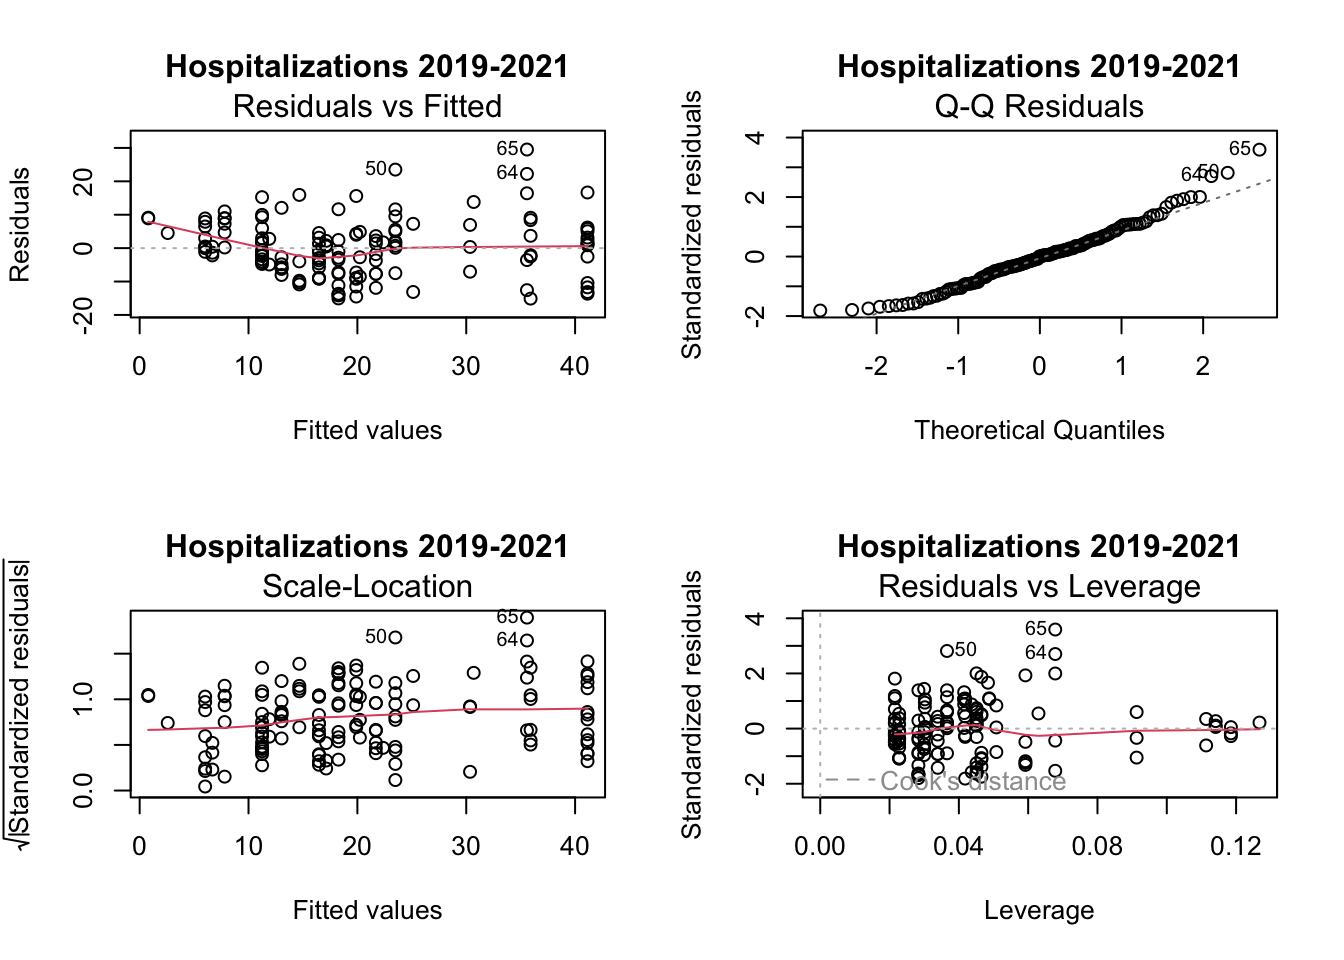 Hospitalizations 2019-2021
Residuals vs Fitted
Residuals
20
0
-20
65
50
64
0 10 20 30 40
Fitted values
Hospitalizations 2019-2021
Q-Q Residuals
Standardized residuals
4
2
0
-2
65
64 50
-2 -1 0 1 2
Theoretical Quantiles
Hospitalizations 2019-2021
Scale-Location
√|Standardized residuals|
1.0
0.0
65
50
64
0 10 20 30 40
Fitted values
Hospitalizations 2019-2021
Residuals vs Leverage
Standardized residuals
4
2
0
-2
65
50
64
Cook's distance
0.00 0.04 0.08 0.12
Leverage